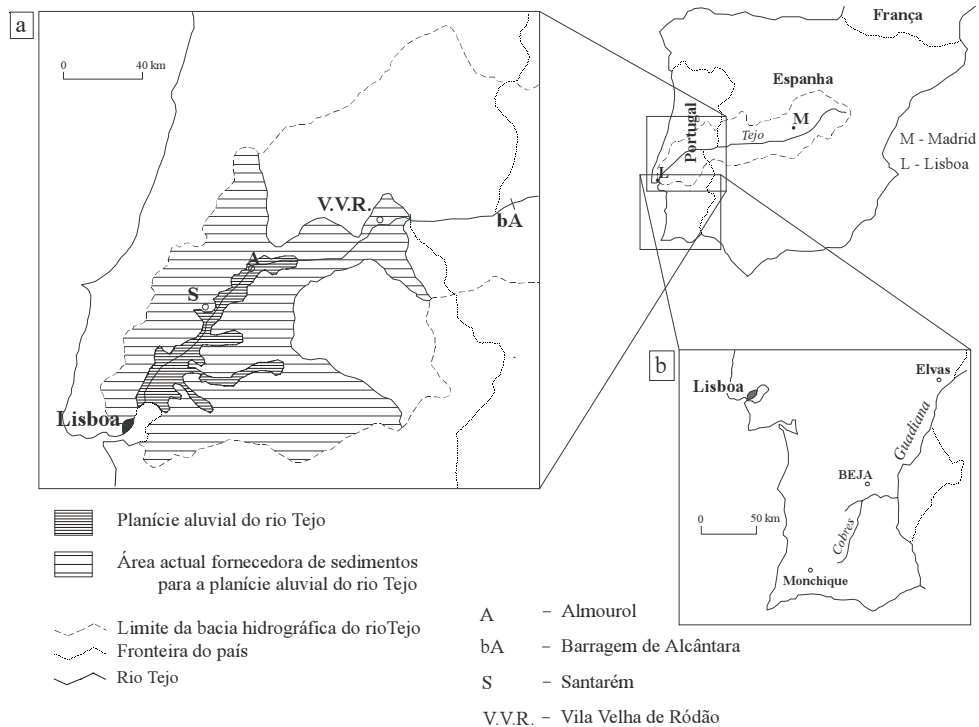 a
0 40 km
V.V.R.
bA
A
S
Lisboa
França
Espanha
Portugal
Tejo
M
L
M - Madrid
L - Lisboa
b
Lisboa
Elvas
Guadiana
BEJA
0 50 km
Cobres
Monchique
Planície aluvial do rio Tejo
Área actual fornecedora de sedimentos
para a planície aluvial do rio Tejo
Limite da bacia hidrográfica do rioTejo
Fronteira do país
Rio Tejo
A – Almourol
bA – Barragem de Alcântara
S – Santarém
V.V.R. – Vila Velha de Ródão